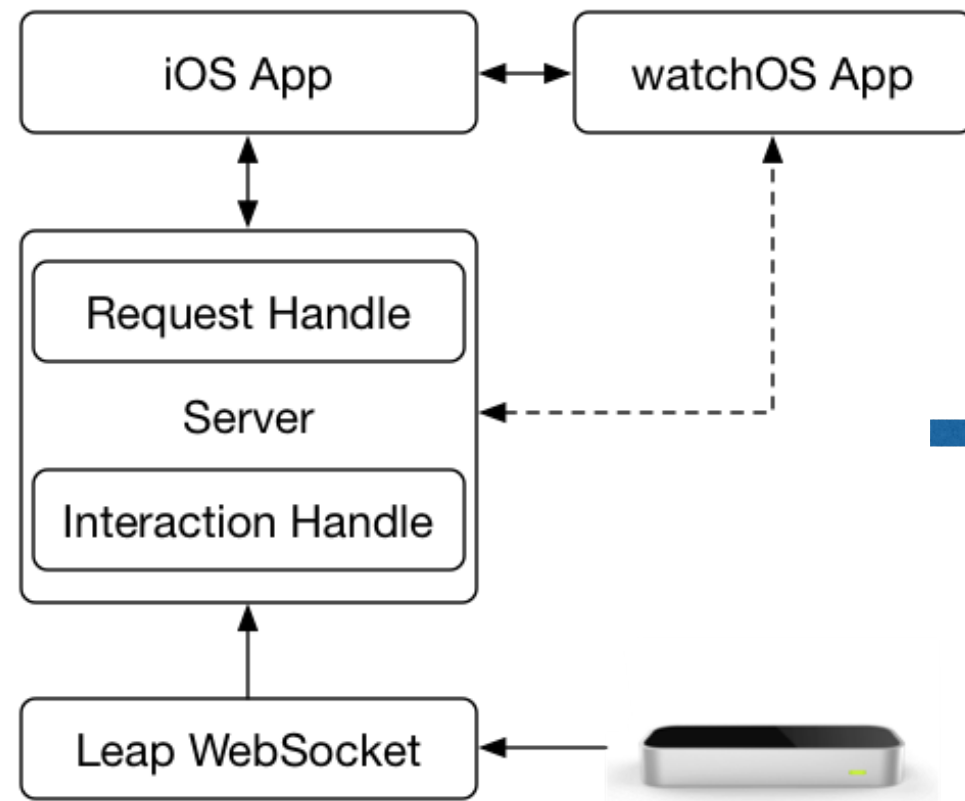 iOS App
watchOS App
Request Handle
Server
Interaction Handle
Leap WebSocket